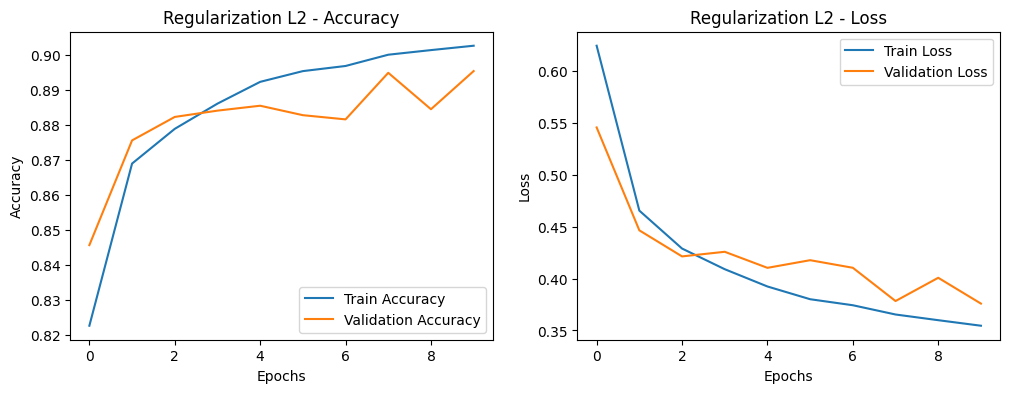 Regularization L2 - Accuracy
0.90
0.89
0.88
0.87
0.86
0.85
0.84
0.83
0.82
Accuracy
Train Accuracy
Validation Accuracy
0 2 4 6 8
Epochs
Regularization L2 - Loss
0.60
0.55
0.50
0.45
0.40
0.35
Loss
Train Loss
Validation Loss
0 2 4 6 8
Epochs